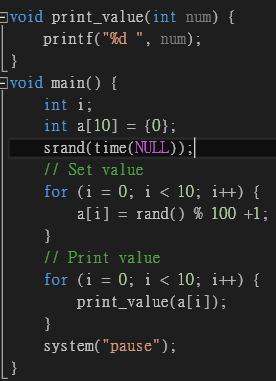 void print_value(int num) {
    printf("%d ", num);
}
void main() {
    int i;
    int a[10] = {0};
    srand(time(NULL));
    // Set value
    for (i = 0; i < 10; i++) {
        a[i] = rand() % 100 +1;
    }
    // Print value
    for (i = 0; i < 10; i++) {
        print_value(a[i]);
    }
    system("pause");
}